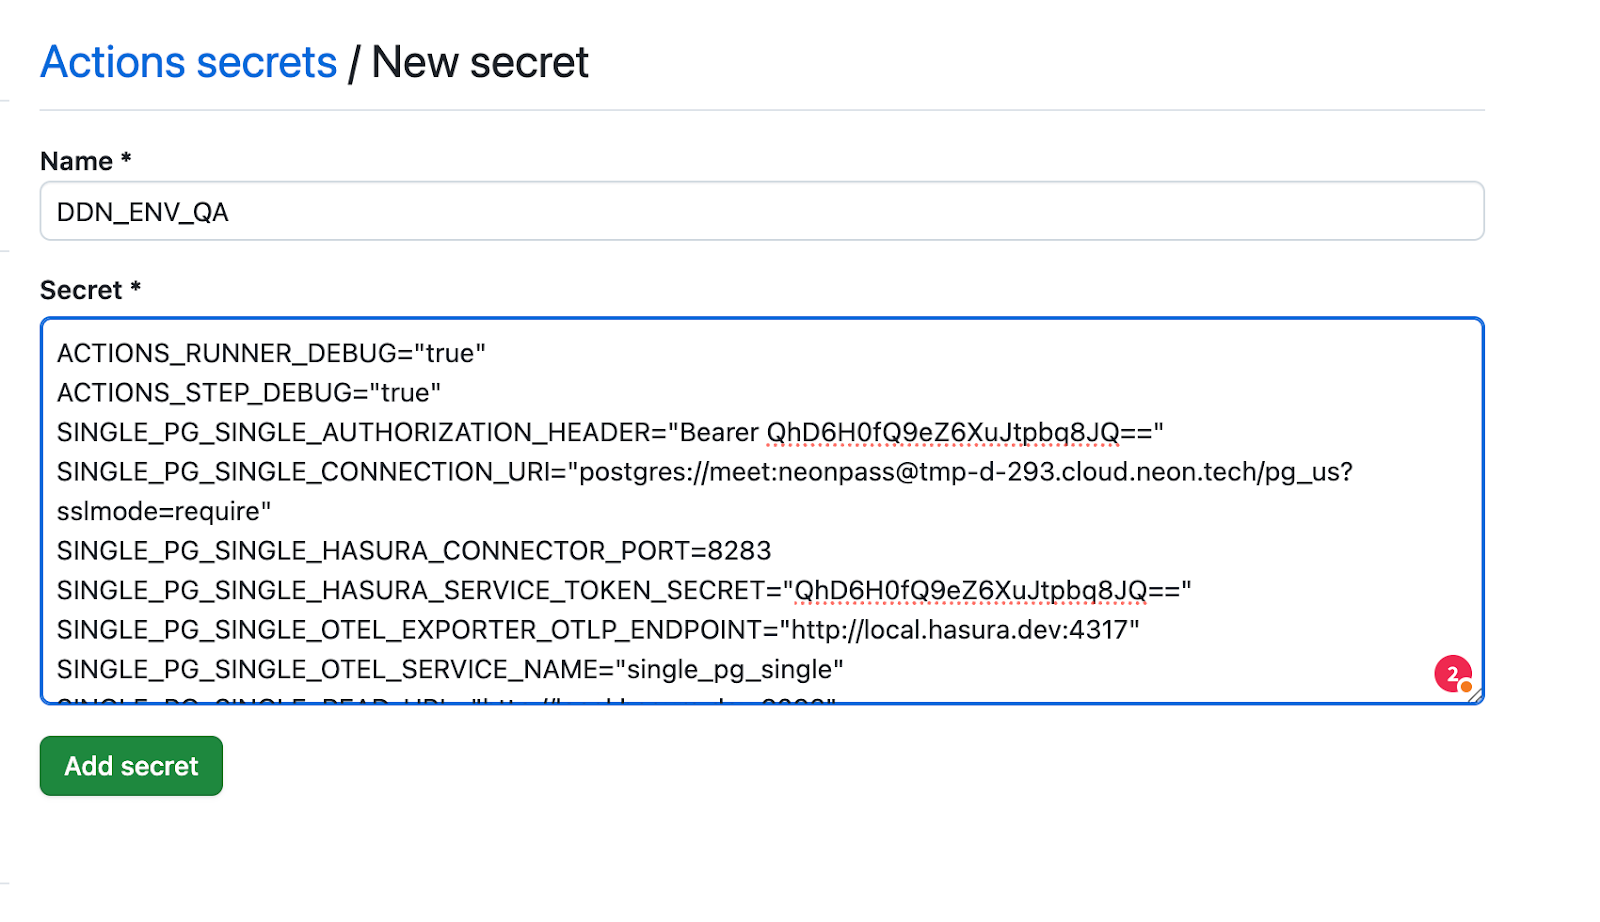 Actions secrets / New secret
Name *
DDN_ENV_QA
Secret *
ACTIONS_RUNNER_DEBUG="true"
ACTIONS_STEP_DEBUG="true"
SINGLE_PG_SINGLE_AUTHORIZATION_HEADER="Bearer QhD6H0fQ9eZ6XuJtpbq8JQ=="
SINGLE_PG_SINGLE_CONNECTION_URI="postgres://meet:neonpass@tmp-d-293.cloud.neon.tech/pg_us?
sslmode=require"
SINGLE_PG_SINGLE_HASURA_CONNECTOR_PORT=8283
SINGLE_PG_SINGLE_HASURA_SERVICE_TOKEN_SECRET="QhD6H0fQ9eZ6XuJtpbq8JQ=="
SINGLE_PG_SINGLE_OTEL_EXPORTER_OTLP_ENDPOINT="http://local.hasura.dev:4317"
SINGLE_PG_SINGLE_OTEL_SERVICE_NAME="single_pg_single"
2
Add secret